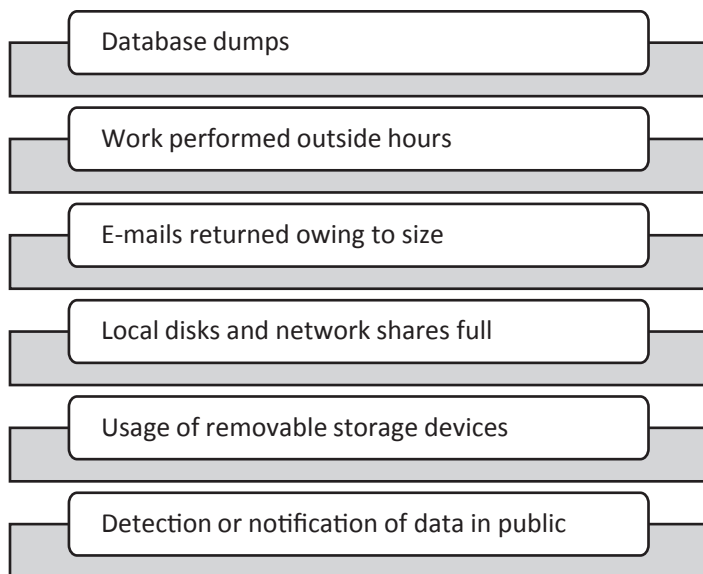 Database dumps
Work performed outside hours
E-mails returned owing to size
Local disks and network shares full
Usage of removable storage devices
Detection or notification of data in public